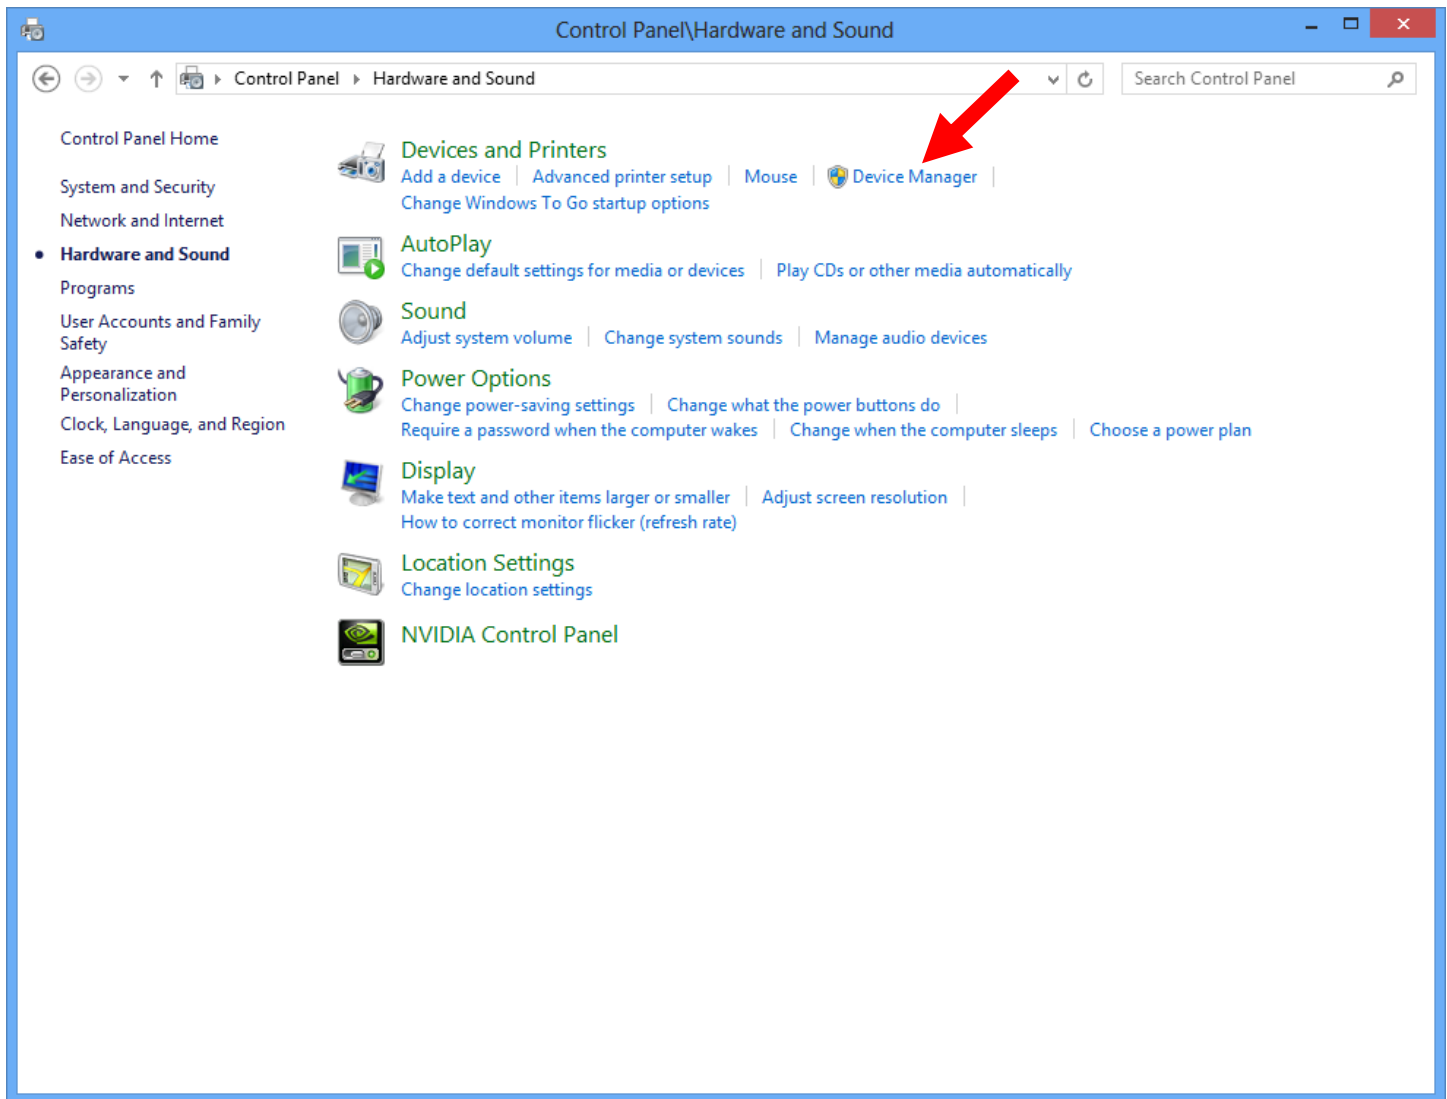 Control Panel\Hardware and Sound
Control Panel Hardware and Sound
Search Control Panel
Control Panel Home
System and Security
Network and Internet
Hardware and Sound
Programs
User Accounts and Family
Safety
Appearance and
Personalization
Clock, Language, and Region
Ease of Access
Devices and Printers
Add a device Advanced printer setup Mouse Device Manager
Change Windows To Go startup options
AutoPlay
Change default settings for media or devices Play CDs or other media automatically
Sound
Adjust system volume Change system sounds Manage audio devices
Power Options
Change power-saving settings Change what the power buttons do
Require a password when the computer wakes Change when the computer sleeps Choose a power plan
Display
Make text and other items larger or smaller Adjust screen resolution
How to correct monitor flicker (refresh rate)
Location Settings
Change location settings
NVIDIA Control Panel